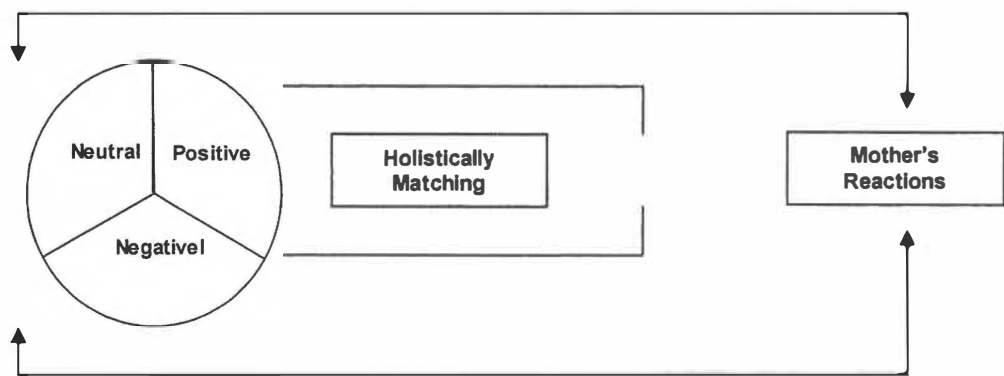 Neutral
Positive
Negativel
Holistically
Matching
Mother's
Reactions